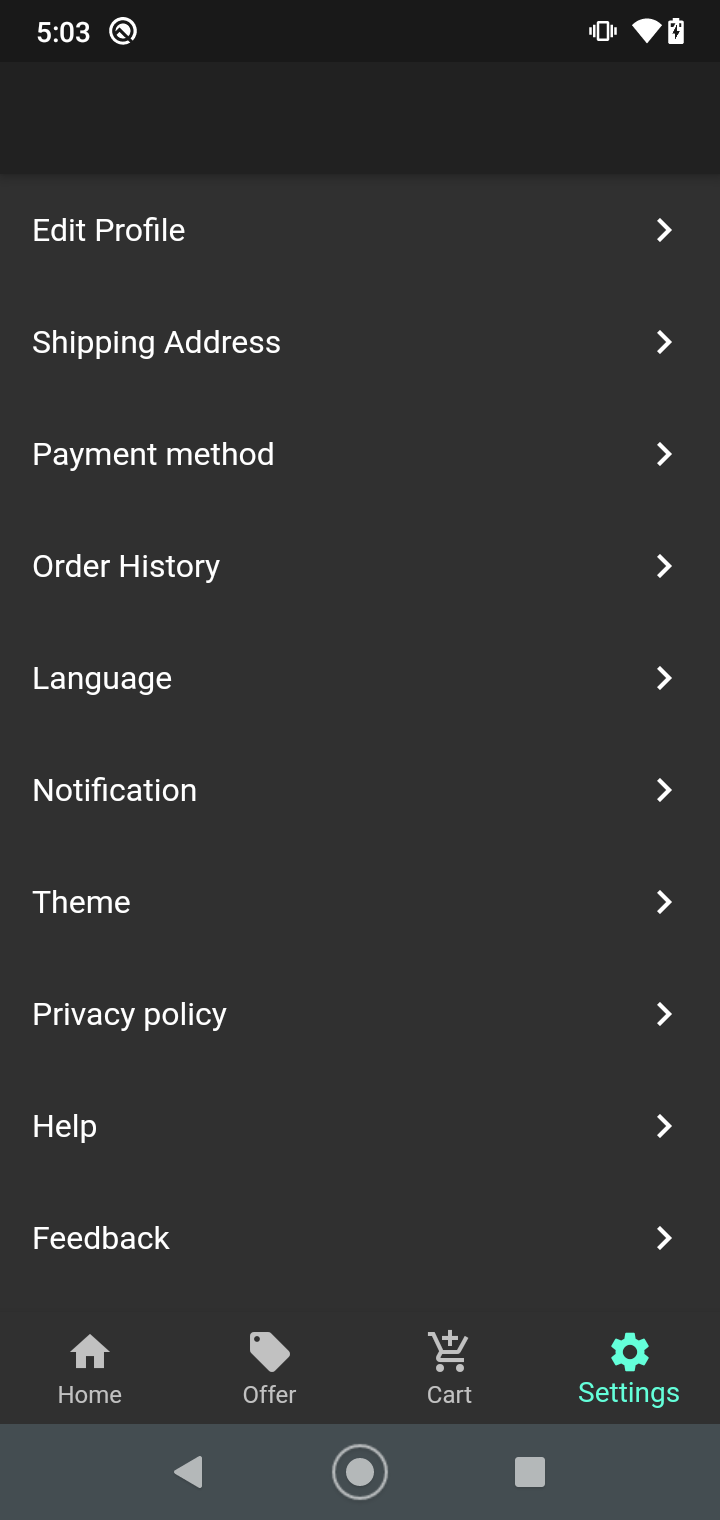 5:03
Edit Profile
Shipping Address
Payment method
Order History
Language
Notification
Theme
Privacy policy
Help
Feedback
Home
Offer
Cart
Settings